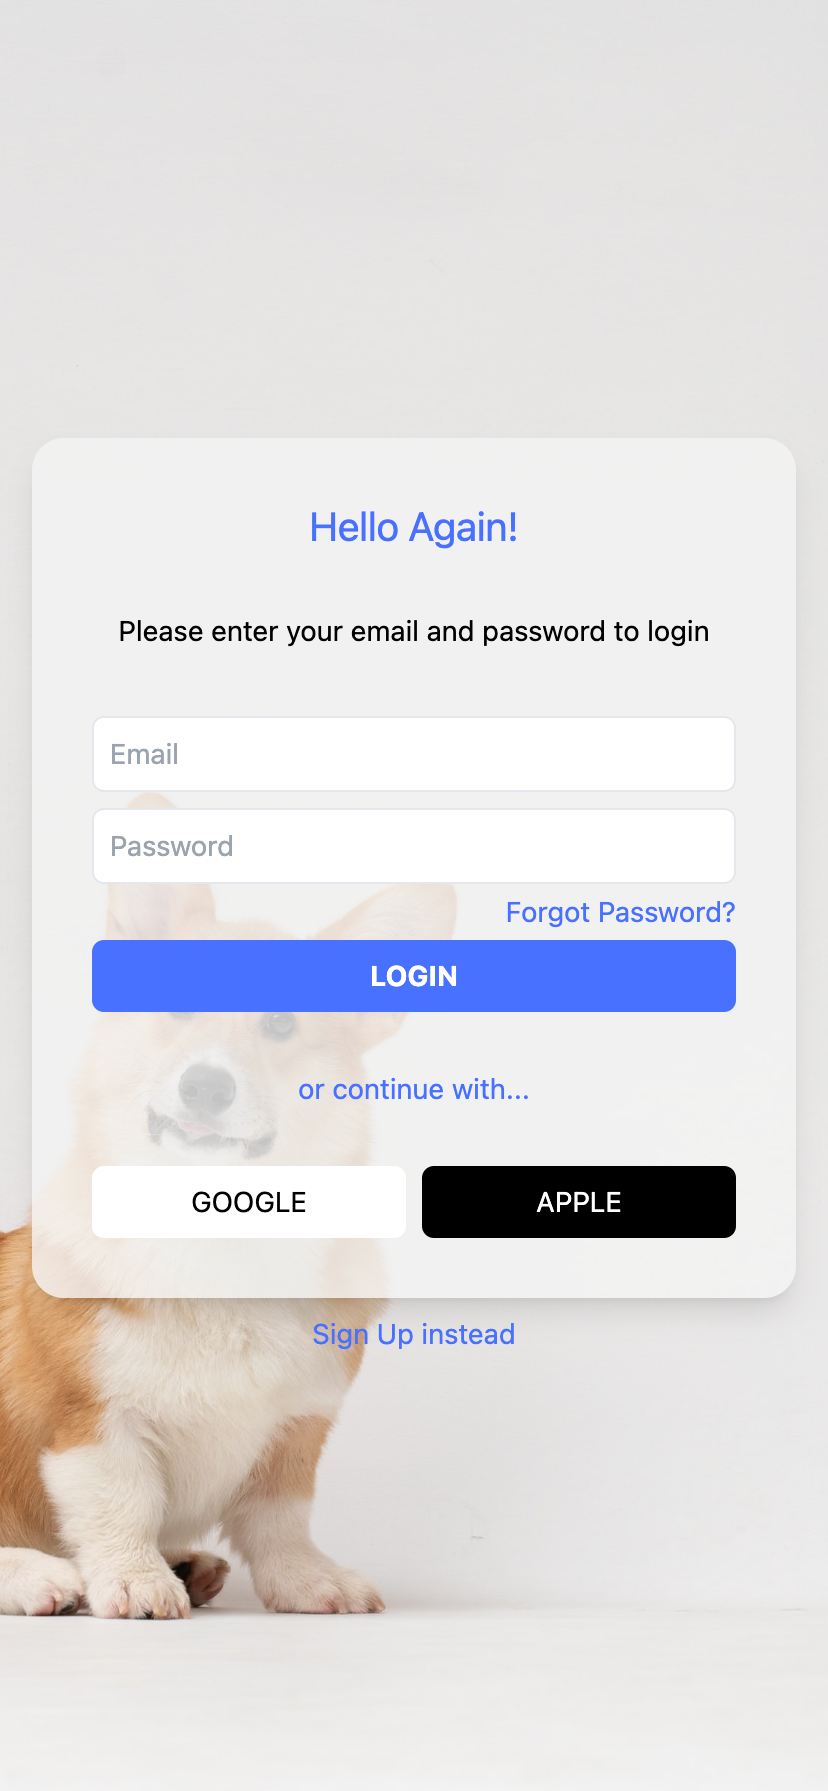 Hello Again!
Please enter your email and password to login
Email
Password
Forgot Password?
LOGIN
or continue with...
GOOGLE
APPLE
Sign Up instead